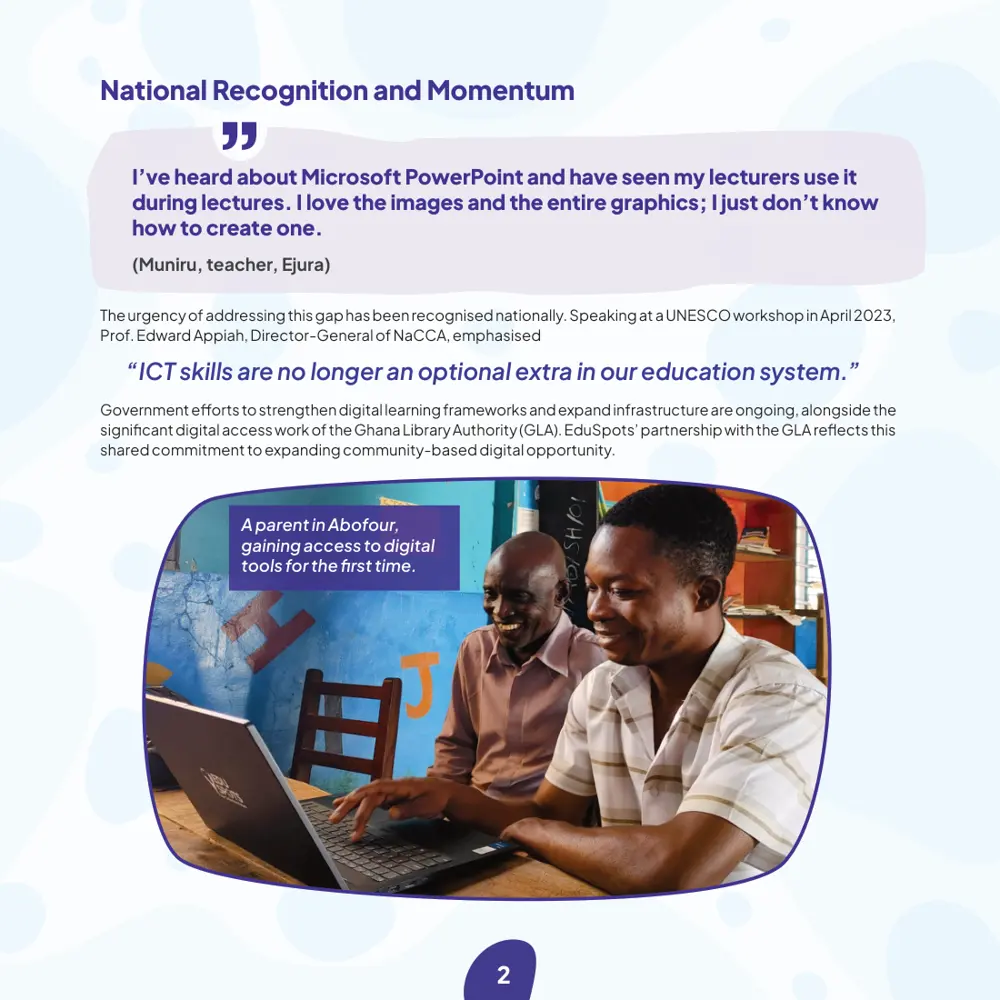 National Recognition and Momentum
”
I’ve heard about Microsoft PowerPoint and have seen my lecturers use it
during lectures. I love the images and the entire graphics; I just don’t know
how to create one.
(Muniru, teacher, Ejura)
The urgency of addressing this gap has been recognised nationally. Speaking at a UNESCO workshop in April 2023,
Prof. Edward Appiah, Director-General of NaCCA, emphasised
“ICT skills are no longer an optional extra in our education system.”
Government efforts to strengthen digital learning frameworks and expand infrastructure are ongoing, alongside the
significant digital access work of the Ghana Library Authority (GLA). EduSpots’ partnership with the GLA reflects this
shared commitment to expanding community-based digital opportunity.
A parent in Abofour,
gaining access to digital
tools for the first time.
H
J
2